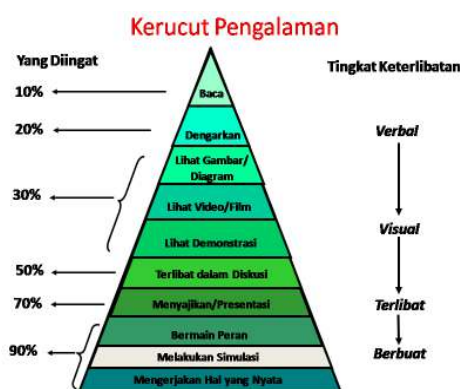 Kerucut Pengalaman
Yang Diingat
Tingkat Keterlibatan
10%
Baca
20%
Dengarkan
Verbal
Lihat Gambar/
Diagram
30%
Lihat Video/Film
Lihat Demonstrasi
Visual
50%
Terlibat dalam Diskusi
70%
Menyajikan/Presentasi
Terlibat
Bermain Peran
90%
Melakukan Simulasi
Berbuat
Mengerjakan Hal yang Nyata